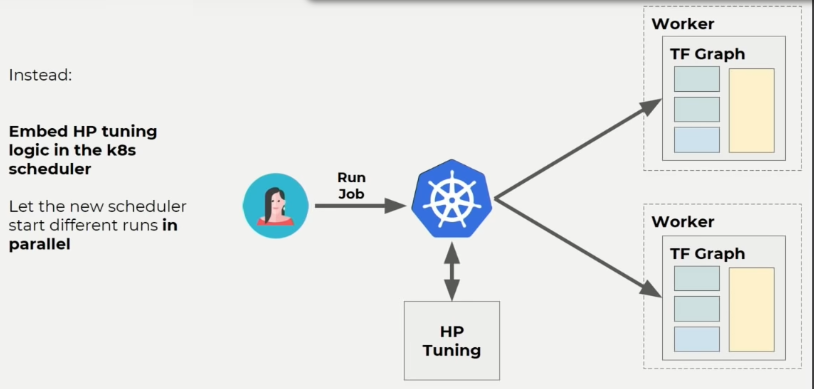 Instead:
Embed HP tuning
logic in the k8s
scheduler
Let the new scheduler
start different runs in
parallel
Run
Job
HP
Tuning
Worker
TF Graph
Worker
TF Graph